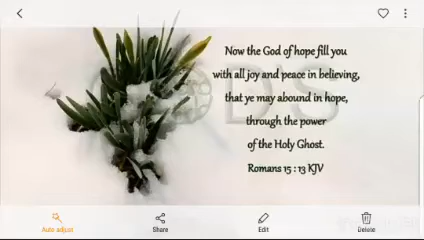 Now the God of hope fill you
with all joy and peace in believing,
that ye may abound in hope,
through the power
of the Holy Ghost.
Romans 15 : 13 KJV
Auto adjust
Share
Edit
Delete